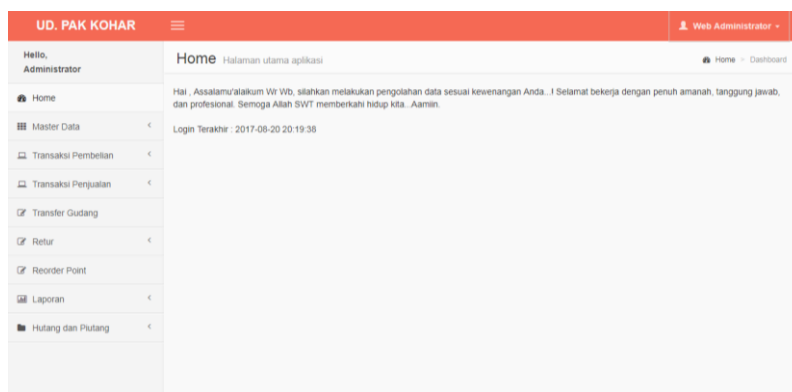 UD. PAK KOHAR
Web Administrator
Hello,
Administrator
Home Halaman utama aplikasi
Home > Dashboard
Home
Master Data
Transaksi Pembelian
Transaksi Penjualan
Transfer Gudang
Retur
Reorder Point
Laporan
Hutang dan Piutang
Hai , Assalamu'alaikum Wr Wb, silahkan melakukan pengolahan data sesuai kewenangan Anda...! Selamat bekerja dengan penuh amanah, tanggung jawab,
dan profesional. Semoga Allah SWT memberkahi hidup kita...Aamiin.
Login Terakhir : 2017-08-20 20:19:38